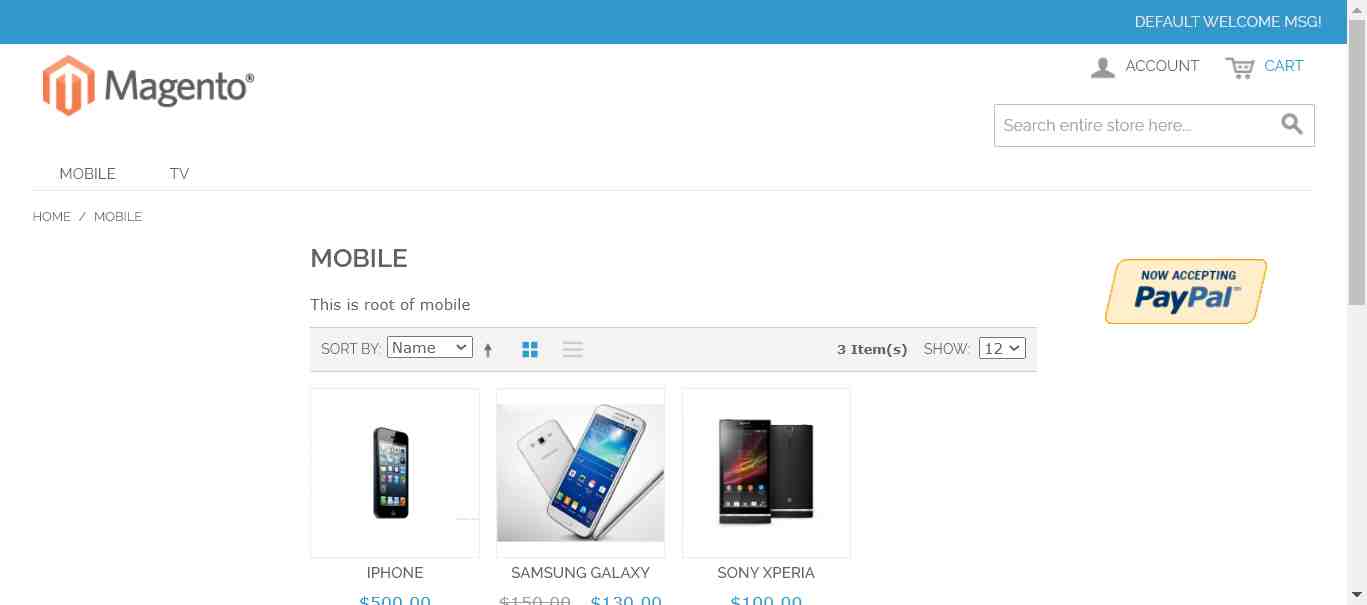 DEFAULT WELCOME MSG!
Magento®
ACCOUNT CART
Search entire store here...
MOBILE TV
HOME / MOBILE
MOBILE
NOW ACCEPTING
PayPal™
This is root of mobile
SORT BY: Name 3 Item(s) SHOW: 12
IPHONE SAMSUNG GALAXY SONY XPERIA
$500.00 $150.00 $130.00 $100.00